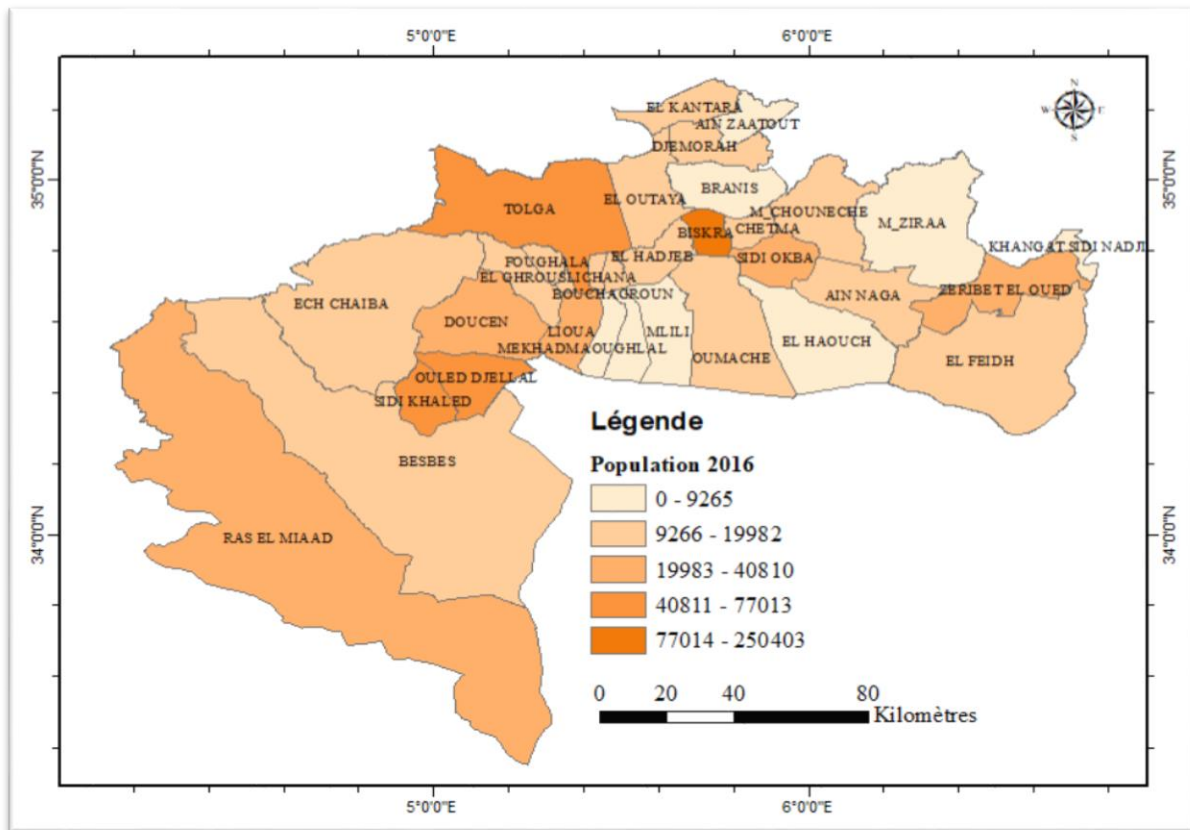 5°0'0"E 6°0'0"E
N
W E
S
35°0'0"N 35°0'0"N
34°0'0"N 34°0'0"N
EL KANTARA
AIN ZAATOUT
DJEMORAH
BRANIS
EL OUTAYA
TOLGA
M_CHOUNECHE
M_ZIRAA
CHETMA
BISKRA
KHANGAT SIDI NADJI
EL HADJEB
SIDI OKBA
FOUGHALA
EL GHROUS
LICHANA
ZERIBET EL OUED
BOUCHAGROUN
AIN NAGA
ECH CHAIBA
DOUCEN
LIOUA
MLILI
EL HAOUCH
MEKHADMA
OUGHLAL
OUMACHE
EL FEIDH
OULED DJELLAL
SIDI KHALED
BESBES
RAS EL MIAAD
Légende
Population 2016
0 - 9265
9266 - 19982
19983 - 40810
40811 - 77013
77014 - 250403
0 20 40 80
Kilomètres
5°0'0"E 6°0'0"E